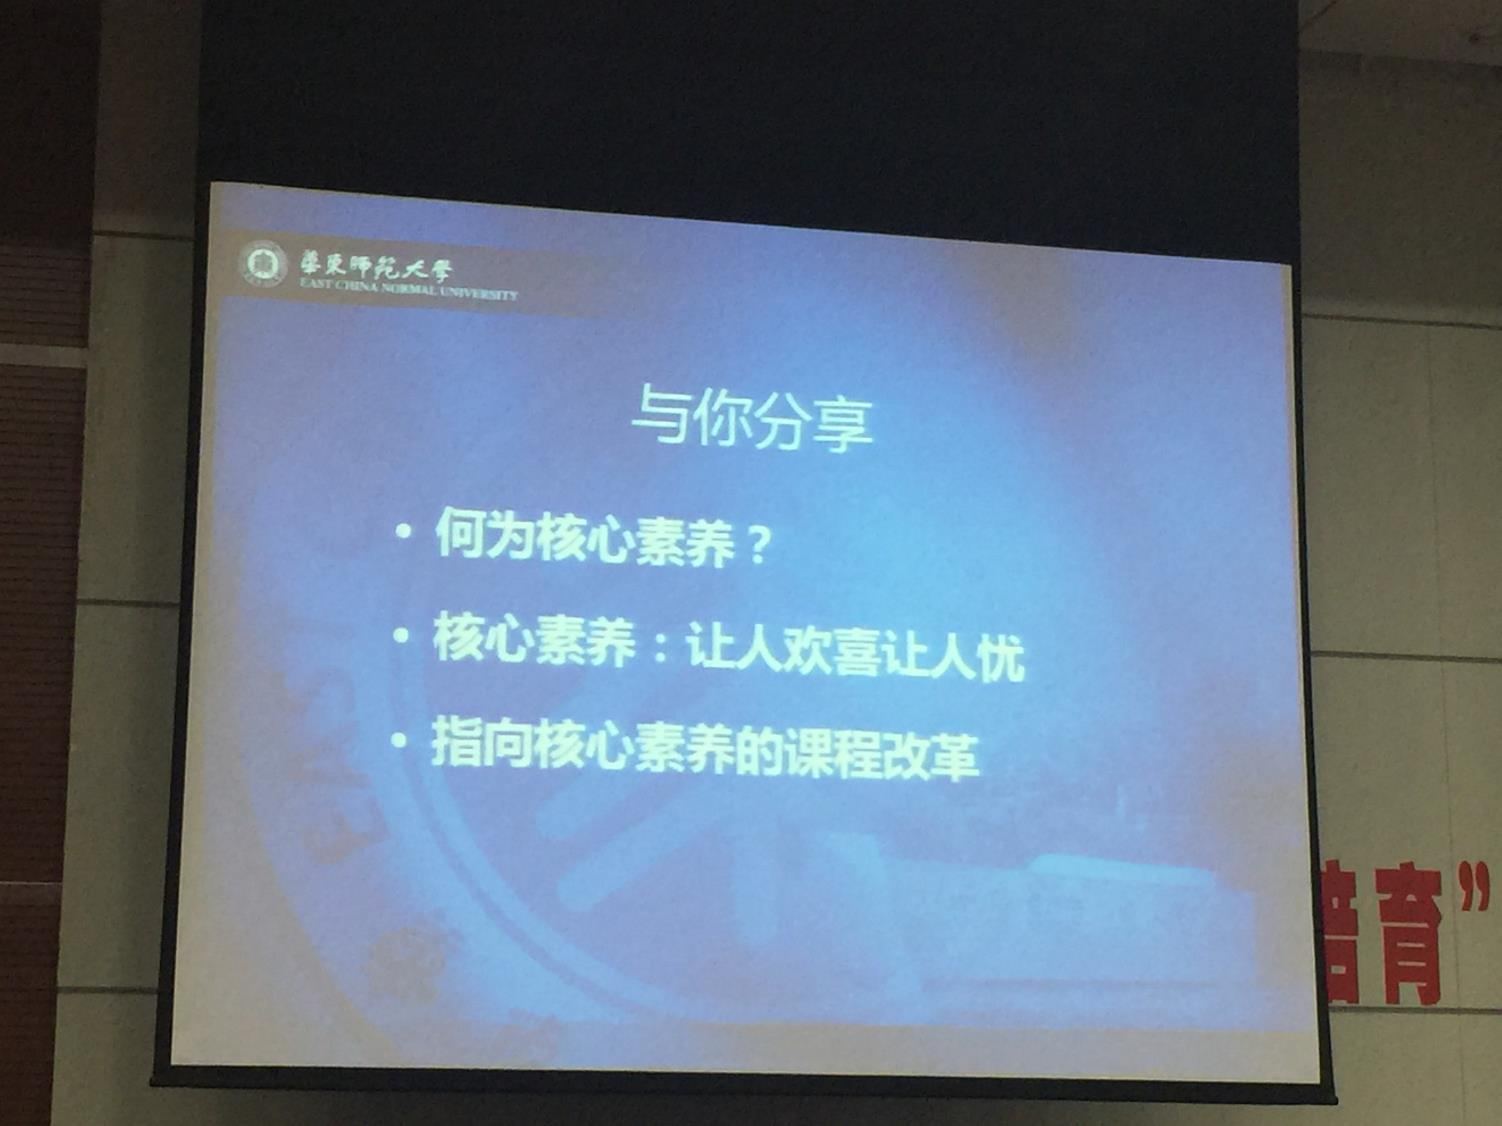 華東師範大學
EAST CHINA NORMAL UNIVERSITY
与你分享
• 何为核心素养？
• 核心素养：让人欢喜让人忧
• 指向核心素养的课程改革
培育”